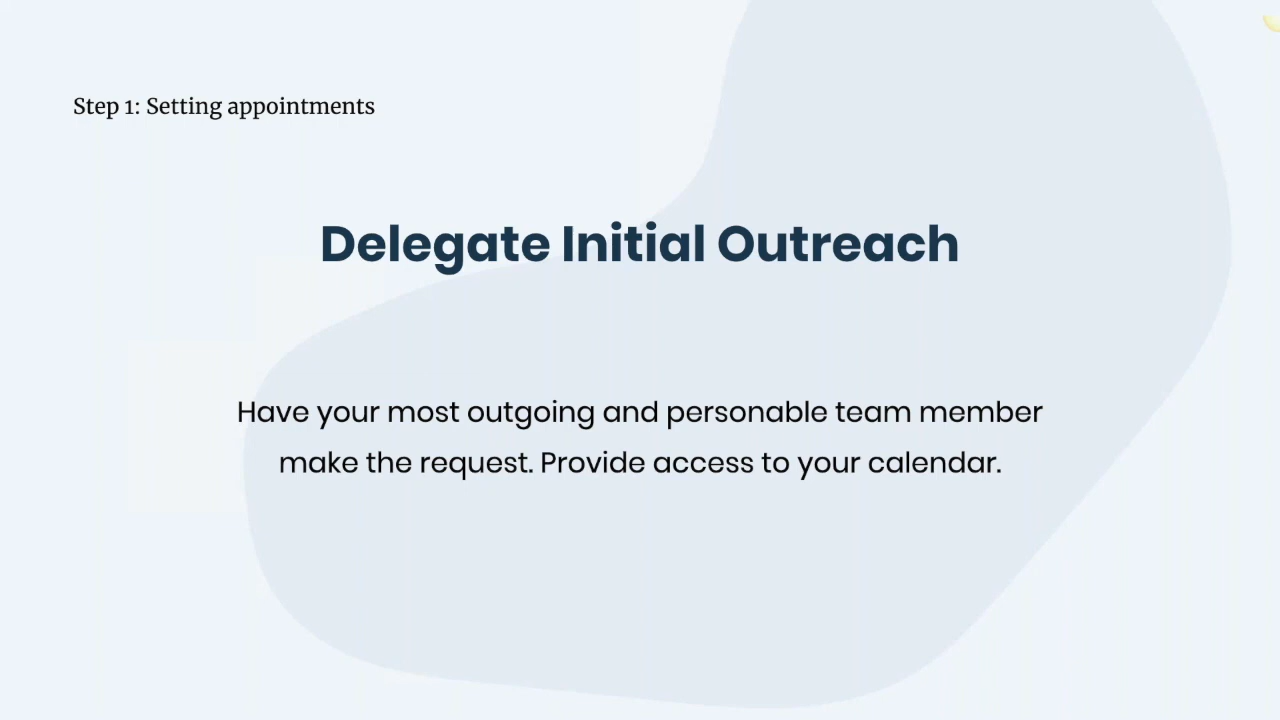 Step 1: Setting appointments
Delegate Initial Outreach
Have your most outgoing and personable team member
make the request. Provide access to your calendar.